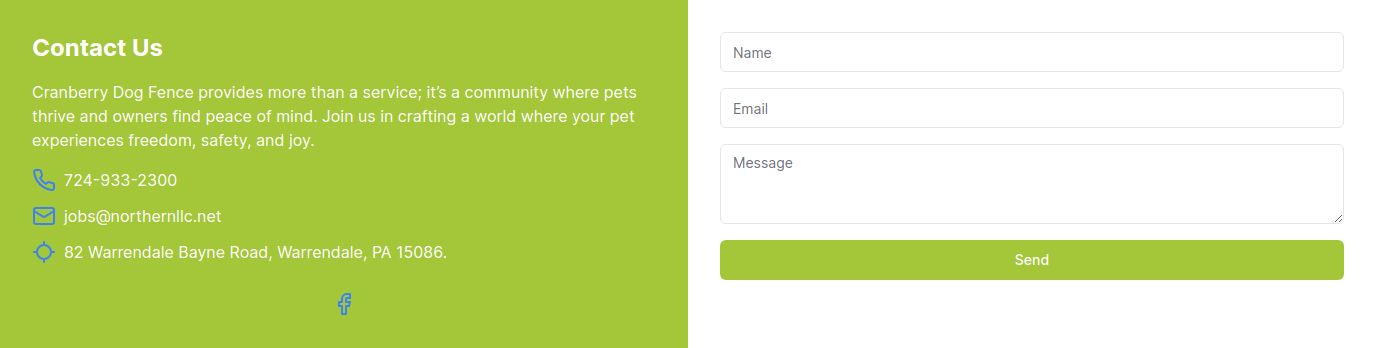 Contact Us
Cranberry Dog Fence provides more than a service; it’s a community where pets
thrive and owners find peace of mind. Join us in crafting a world where your pet
experiences freedom, safety, and joy.
724-933-2300
jobs@northernllc.net
82 Warrendale Bayne Road, Warrendale, PA 15086.
Name
Email
Message
Send